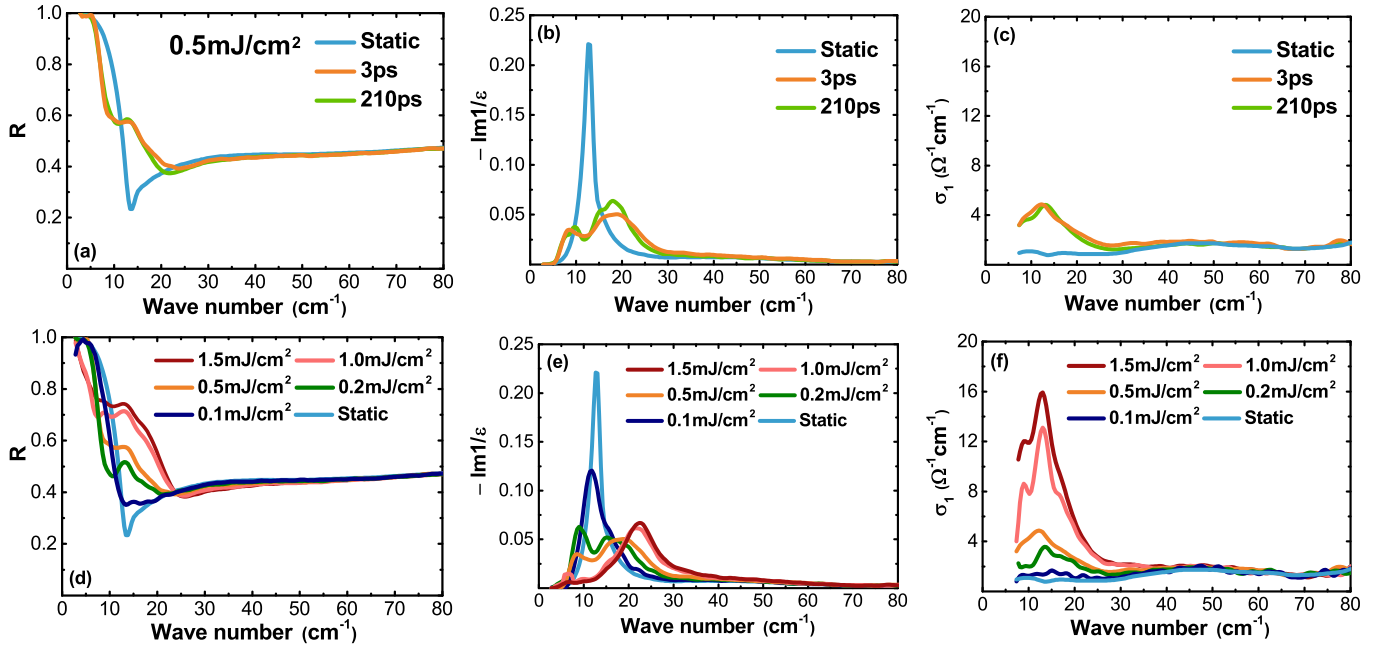 1.0
0.8
0.6
0.4
0.2
R
0.5mJ/cm²
Static
3ps
210ps
(a)
0 10 20 30 40 50 60 70 80
Wave number (cm⁻¹)
0.25
0.20
0.15
0.10
0.05
− Im1/ε
(b)
Static
3ps
210ps
0 10 20 30 40 50 60 70 80
Wave number (cm⁻¹)
20
16
12
8
4
σ₁ (Ω⁻¹cm⁻¹)
(c)
Static
3ps
210ps
0 10 20 30 40 50 60 70 80
Wave number (cm⁻¹)
1.0
0.8
0.6
0.4
0.2
R
1.5mJ/cm² 1.0mJ/cm²
0.5mJ/cm² 0.2mJ/cm²
0.1mJ/cm² Static
(d)
0 10 20 30 40 50 60 70 80
Wave number (cm⁻¹)
0.25
0.20
0.15
0.10
0.05
0.00
− Im1/ε
(e)
1.5mJ/cm² 1.0mJ/cm²
0.5mJ/cm² 0.2mJ/cm²
0.1mJ/cm² Static
0 10 20 30 40 50 60 70 80
Wave number (cm⁻¹)
20
16
12
8
4
σ₁ (Ω⁻¹cm⁻¹)
(f)
1.5mJ/cm² 1.0mJ/cm²
0.5mJ/cm² 0.2mJ/cm²
0.1mJ/cm² Static
0 10 20 30 40 50 60 70 80
Wave number (cm⁻¹)